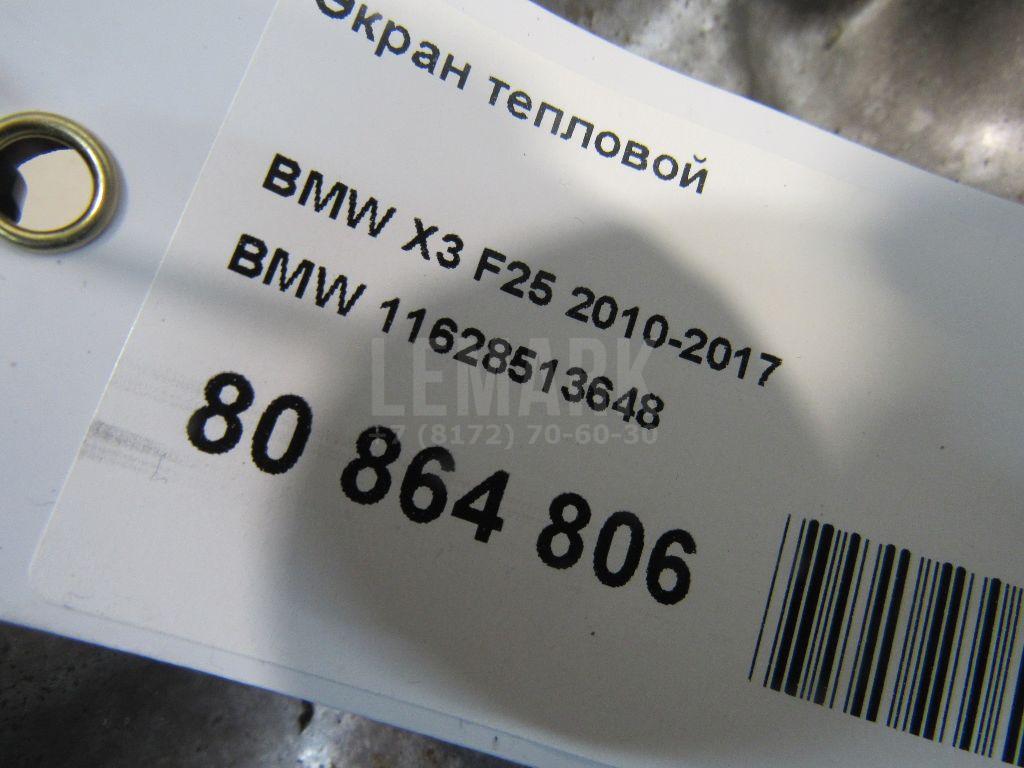 Экран тепловой
BMW X3 F25 2010-2017
BMW 11628513648
LEMARK
+7 (8172) 70-60-30
80 864 806